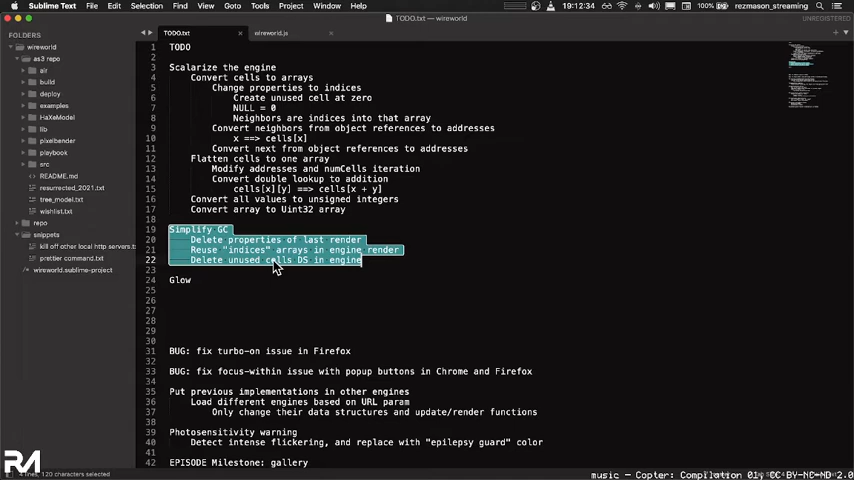 Sublime Text File Edit Selection Find View Goto Tools Project Window Help
100% 19:12:34 rezmason_streaming
TODO.txt — wireworld
UNREGISTERED
FOLDERS
wireworld
as3 repo
air
build
deploy
examples
HaXeModel
lib
pixelbender
playbook
src
README.md
resurrected_2021.txt
tree_model.txt
wishlist.txt
repo
snippets
kill off other local http servers.t
prettier command.txt
wireworld.sublime-project
TODO.txt
wireworld.js
1 TODO
2
3 Scalarize the engine
4 Convert cells to arrays
5 Change properties to indices
6 Create unused cell at zero
7 NULL = 0
8 Neighbors are indices into that array
9 Convert neighbors from object references to addresses
10 x ==> cells[x]
11 Convert next from object references to addresses
12 Flatten cells to one array
13 Modify addresses and numCells iteration
14 Convert double lookup to addition
15 cells[x][y] ==> cells[x + y]
16 Convert all values to unsigned integers
17 Convert array to Uint32 array
18
19 Simplify GC
20 Delete properties of last render
21 Reuse "indices" arrays in engine render
22 Delete unused cells DS in engine
23
24 Glow
25
26
27
28
29
30
31 BUG: fix turbo-on issue in Firefox
32
33 BUG: fix focus-within issue with popup buttons in Chrome and Firefox
34
35 Put previous implementations in other engines
36 Load different engines based on URL param
37 Only change their data structures and update/render functions
38
39 Photosensitivity warning
40 Detect intense flickering, and replace with "epilepsy guard" color
41
42 EPISODE Milestone: gallery
RM
4 lines, 120 characters selected
music - Copter: Compilation 01, CC BY-NC-ND 2.0